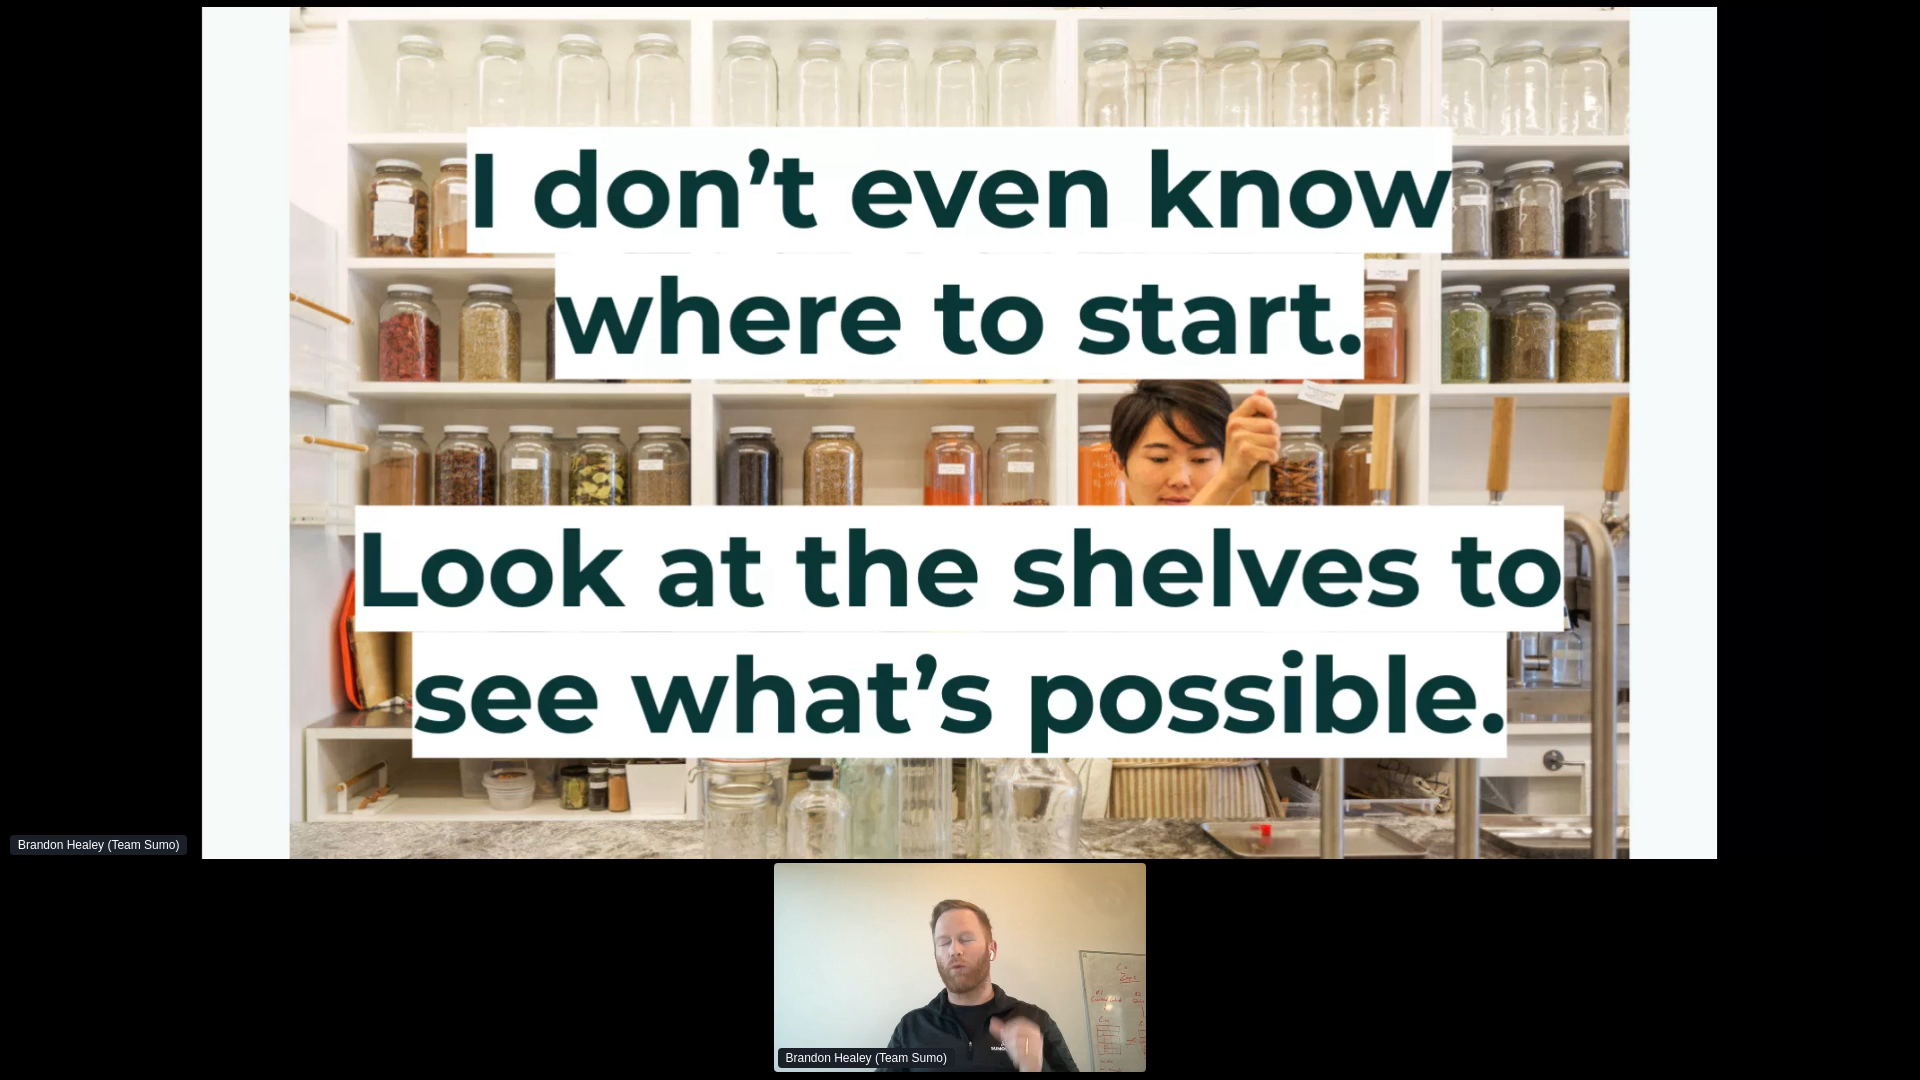 I don’t even know
where to start.
Look at the shelves to
see what’s possible.
Brandon Healey (Team Sumo)
Brandon Healey (Team Sumo)